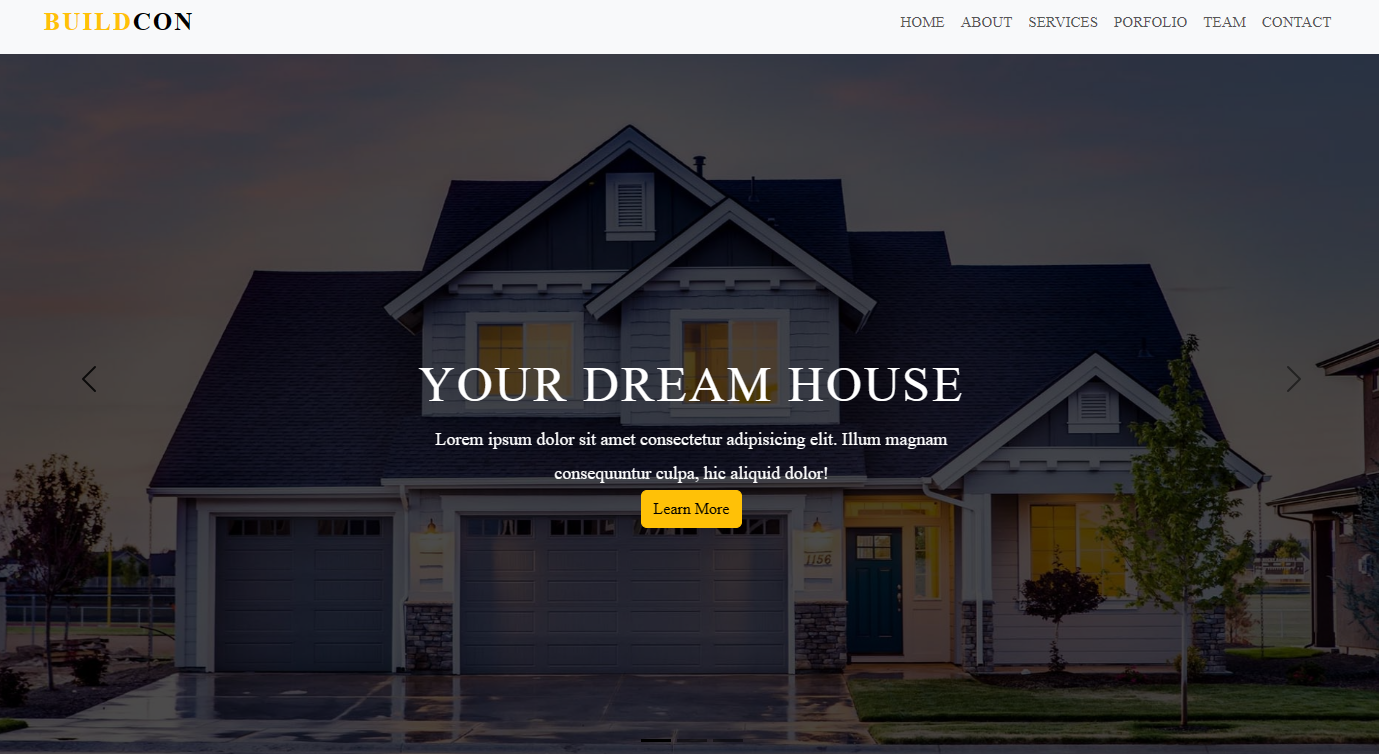 BUILDCON
HOME ABOUT SERVICES PORFOLIO TEAM CONTACT
YOUR DREAM HOUSE
Lorem ipsum dolor sit amet consectetur adipisicing elit. Illum magnam
consequuntur culpa, hic aliquid dolor!
Learn More
1156